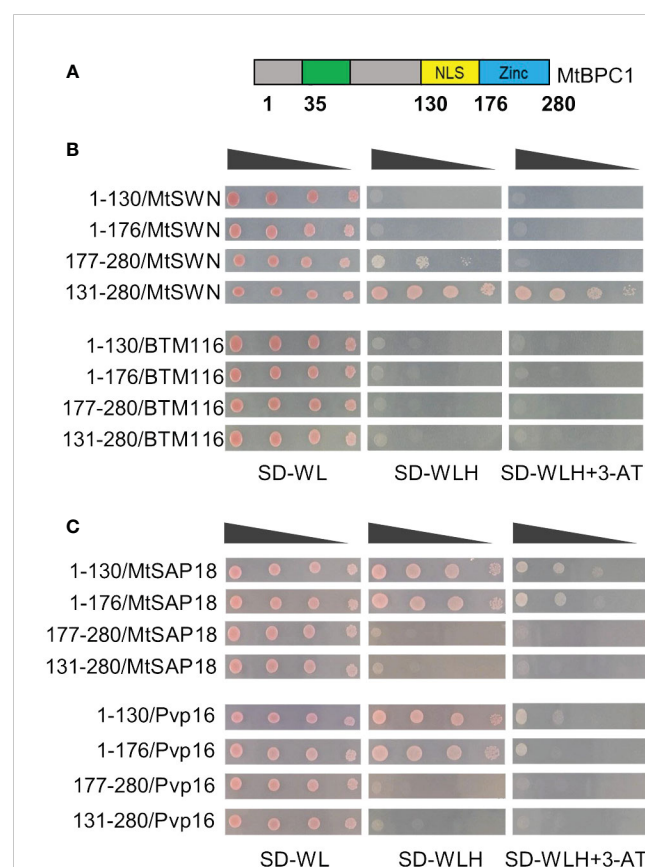 A
NLS Zinc MtBPC1
1 35 130 176 280
B
1-130/MtSWN
1-176/MtSWN
177-280/MtSWN
131-280/MtSWN
1-130/BTM116
1-176/BTM116
177-280/BTM116
131-280/BTM116
SD-WL SD-WLH SD-WLH+3-AT
C
1-130/MtSAP18
1-176/MtSAP18
177-280/MtSAP18
131-280/MtSAP18
1-130/Pvp16
1-176/Pvp16
177-280/Pvp16
131-280/Pvp16
SD-WL SD-WLH SD-WLH+3-AT